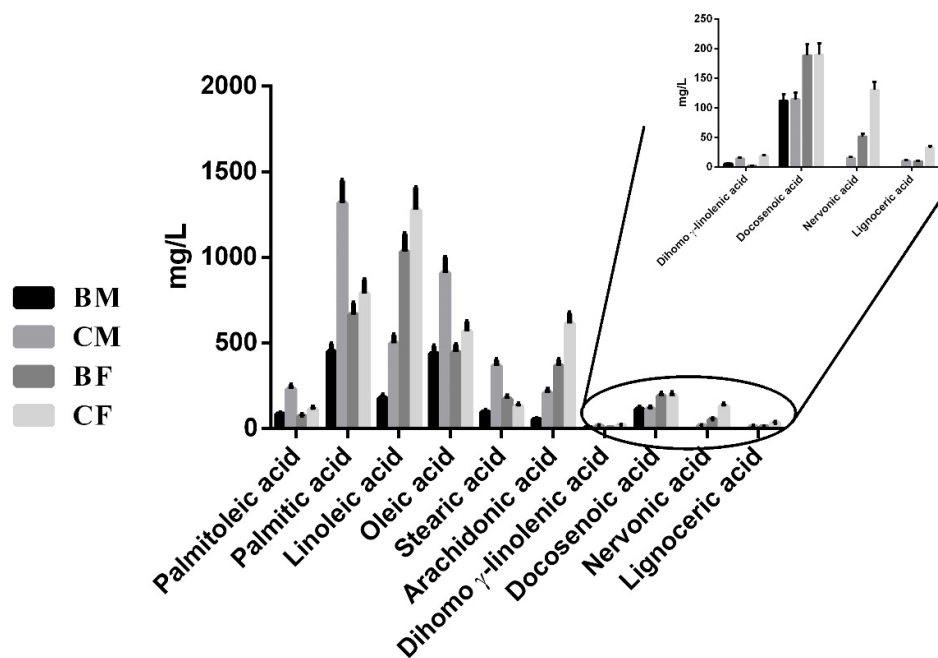 250
200
150
100
50
0
mg/L
Dihomo γ-linolenic acid
Docosenoic acid
Nervonic acid
Lignoceric acid
2000
1500
1000
500
0
mg/L
BM
CM
BF
CF
Palmitoleic acid
Palmitic acid
Linoleic acid
Oleic acid
Stearic acid
Arachidonic acid
Dihomo γ-linolenic acid
Docosenoic acid
Nervonic acid
Lignoceric acid